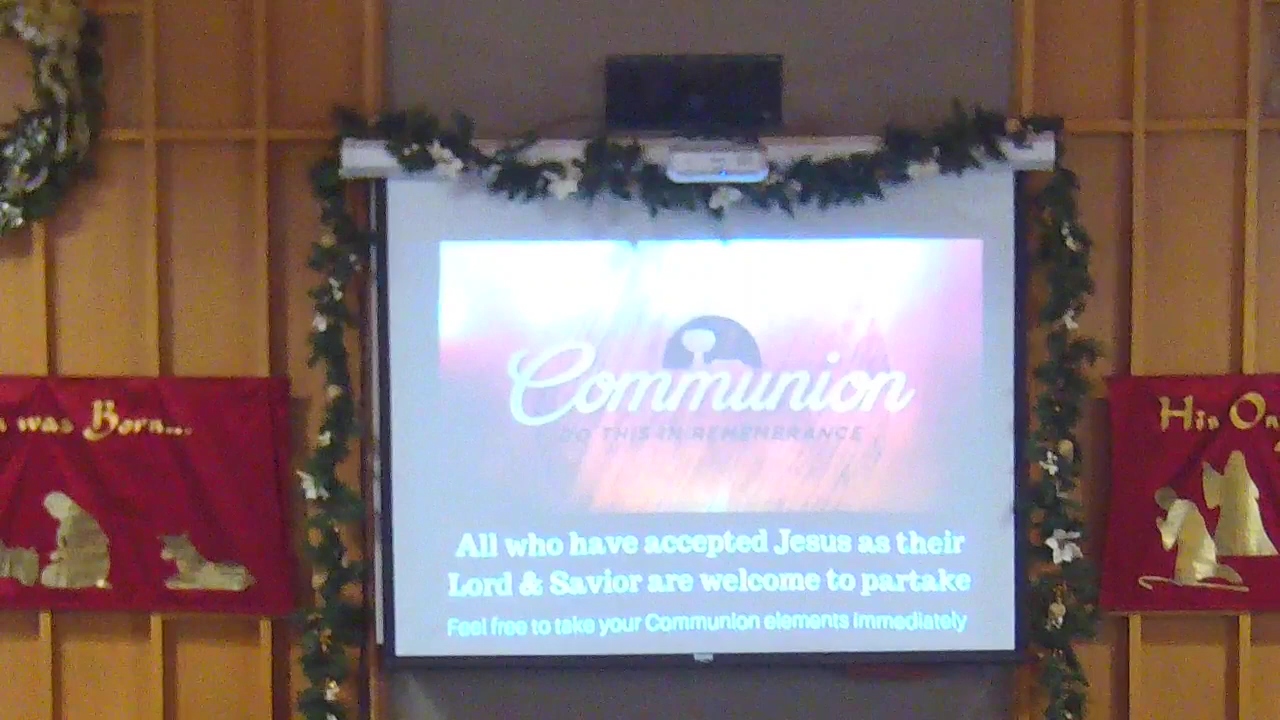 was Born...
His
Communion
DO THIS IN REMEMBRANCE
All who have accepted Jesus as their
Lord & Savior are welcome to partake
Feel free to take your Communion elements immediately